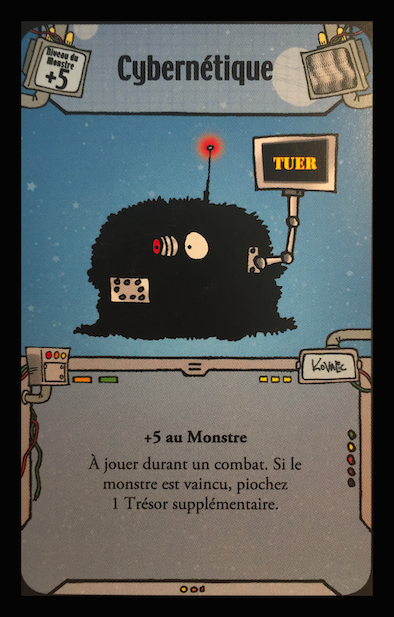 Niveau du
Monstre
+5
Cybernétique
TUER
KOVALIC
+5 au Monstre
À jouer durant un combat. Si le
monstre est vaincu, piochez
1 Trésor supplémentaire.